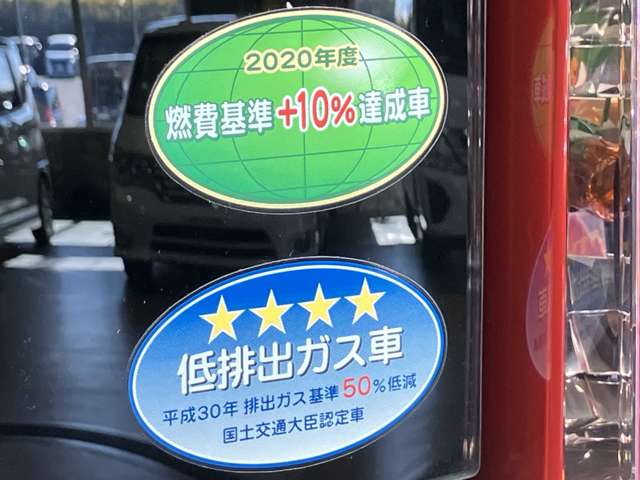 2020年度
燃費基準+10%達成車
低排出ガス車
平成30年 排出ガス基準50%低減
国土交通大臣認定車